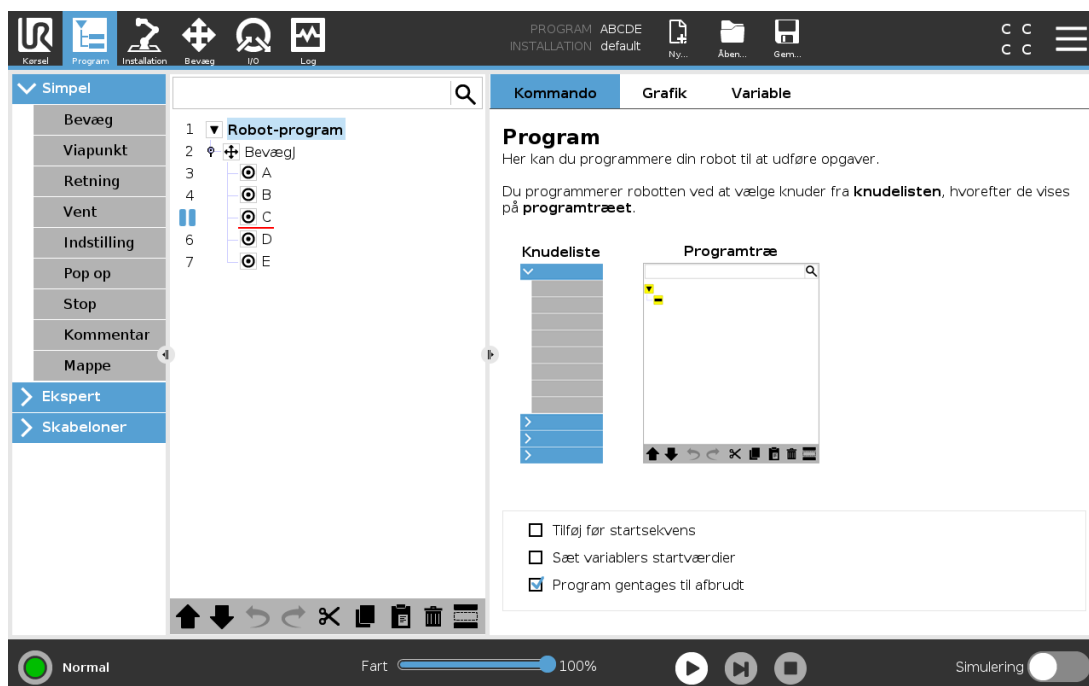 PROGRAM ABCDE
INSTALLATION default
C C
C C
UR
Kørsel
Program
Installation
Bevæg
I/O
Log
Ny...
Åben...
Gem...
Simpel
Bevæg
Viapunkt
Retning
Vent
Indstilling
Pop op
Stop
Kommentar
Mappe
Ekspert
Skabeloner
1 Robot-program
2 BevægJ
3 A
4 B
C
6 D
7 E
Kommando Grafik Variable
Program
Her kan du programmere din robot til at udføre opgaver.
Du programmerer robotten ved at vælge knuder fra knudelisten, hvorefter de vises
på programtræet.
Knudeliste
Programtræ
Tilføj før startsekvens
Sæt variablers startværdier
Program gentages til afbrudt
Normal
Fart 100%
Simulering